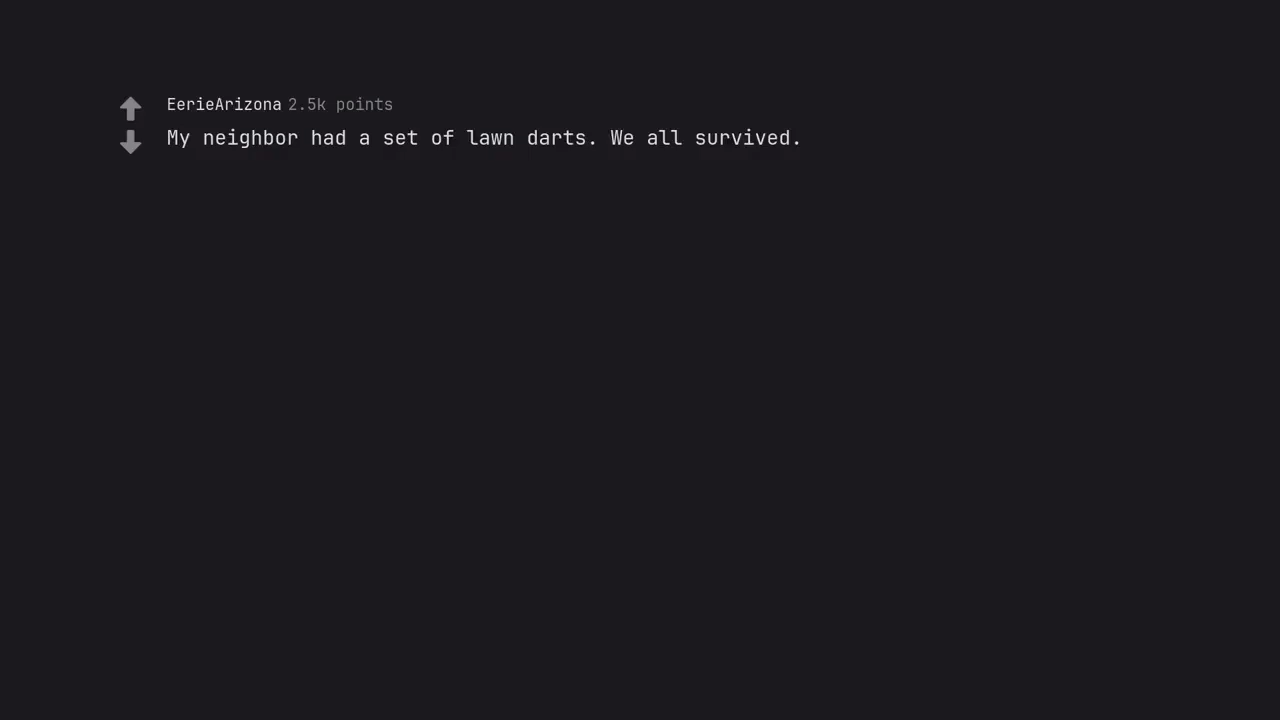 EerieArizona 2.5k points
My neighbor had a set of lawn darts. We all survived.